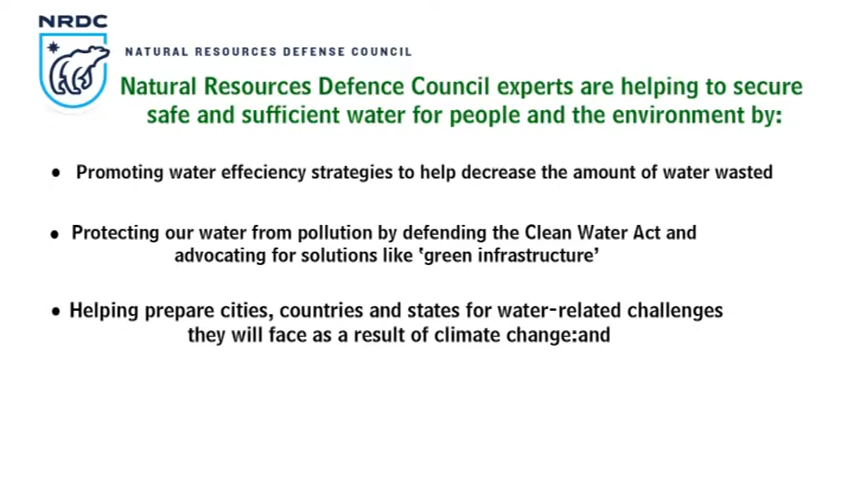 NRDC
NATURAL RESOURCES DEFENSE COUNCIL
Natural Resources Defence Council experts are helping to secure
safe and sufficient water for people and the environment by:
• Promoting water effeciency strategies to help decrease the amount of water wasted
• Protecting our water from pollution by defending the Clean Water Act and
advocating for solutions like 'green infrastructure'
• Helping prepare cities, countries and states for water-related challenges
they will face as a result of climate change:and